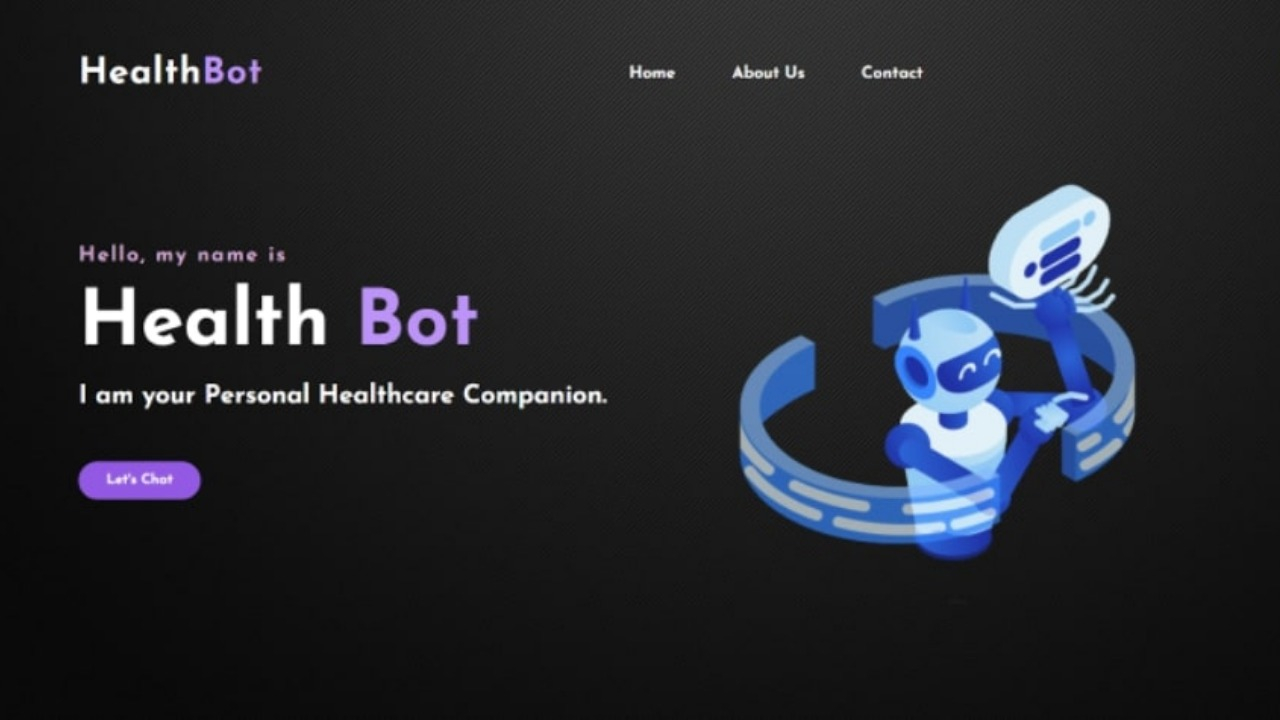 HealthBot
Home About Us Contact
Hello, my name is
Health Bot
I am your Personal Healthcare Companion.
Let's Chat